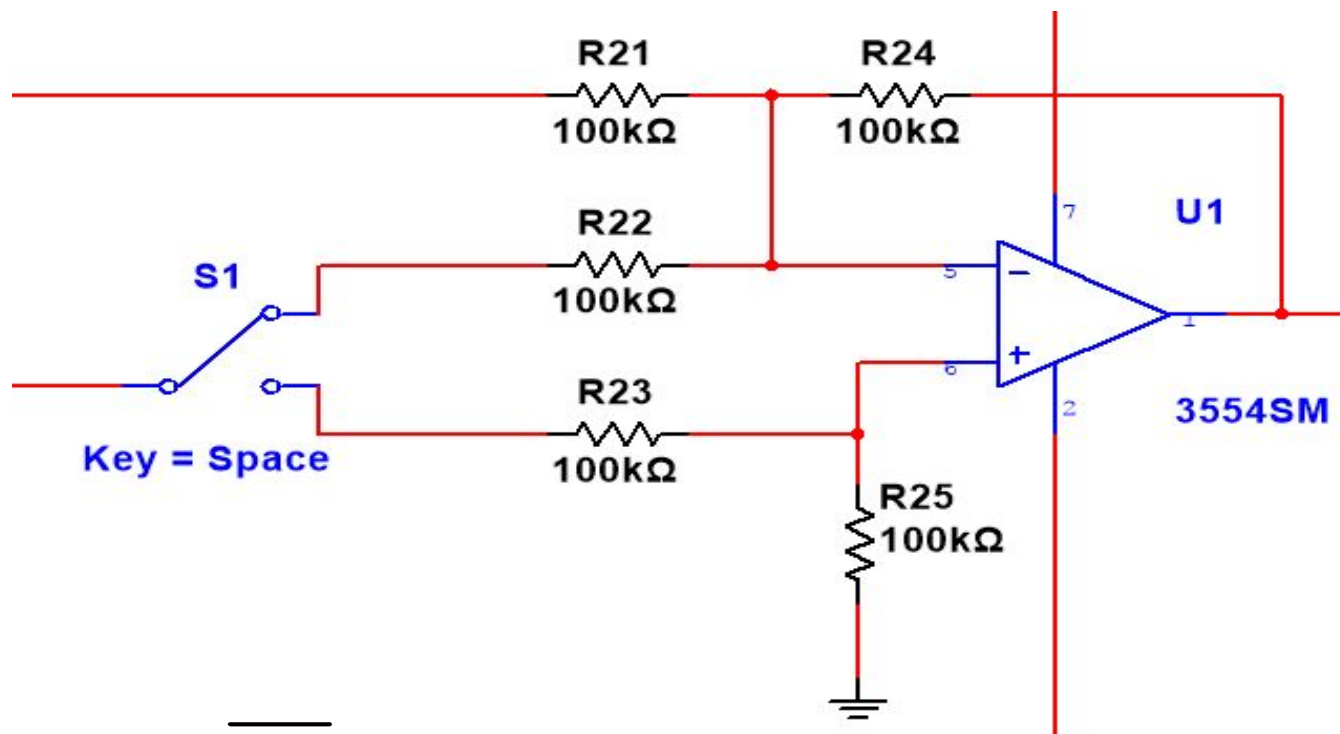 R21
100kΩ
R24
100kΩ
7
U1
R22
100kΩ
S1
5
−
1
+
6
R23
100kΩ
2
3554SM
Key = Space
R25
100kΩ